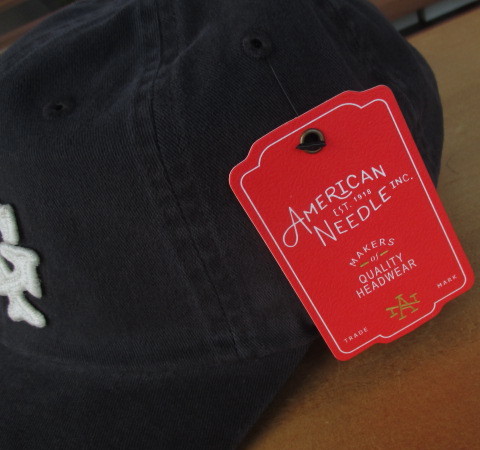 AMERICAN
EST. 1918
NEEDLE INC.
MAKERS
of
QUALITY
HEADWEAR
TRADE MARK